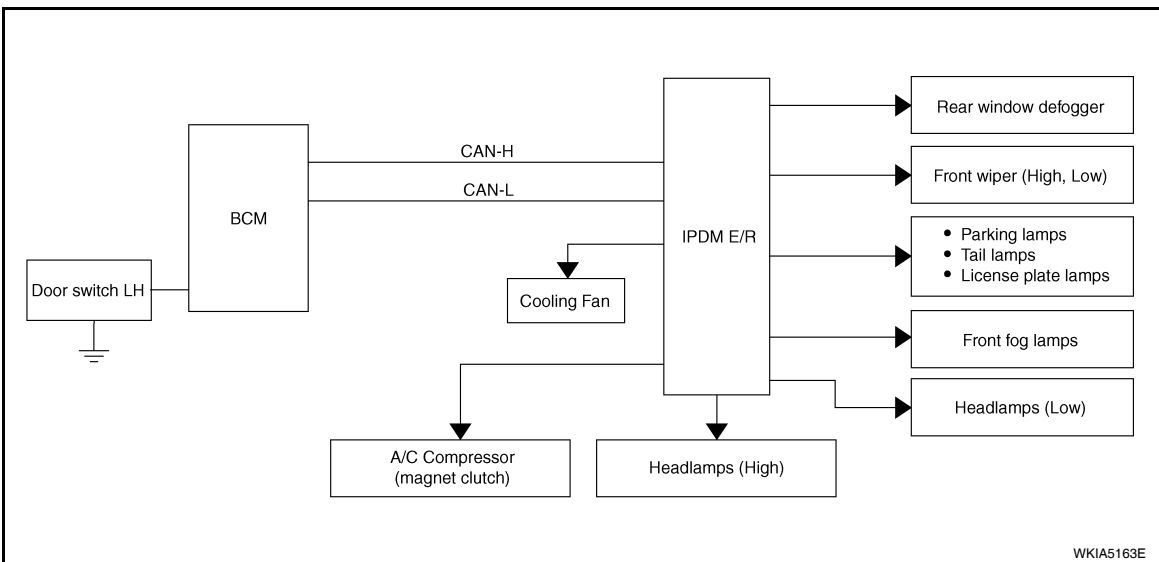 Rear window defogger
CAN-H
Front wiper (High, Low)
CAN-L
BCM
IPDM E/R
• Parking lamps
• Tail lamps
• License plate lamps
Door switch LH
Cooling Fan
Front fog lamps
Headlamps (Low)
A/C Compressor
(magnet clutch)
Headlamps (High)
WKIA5163E